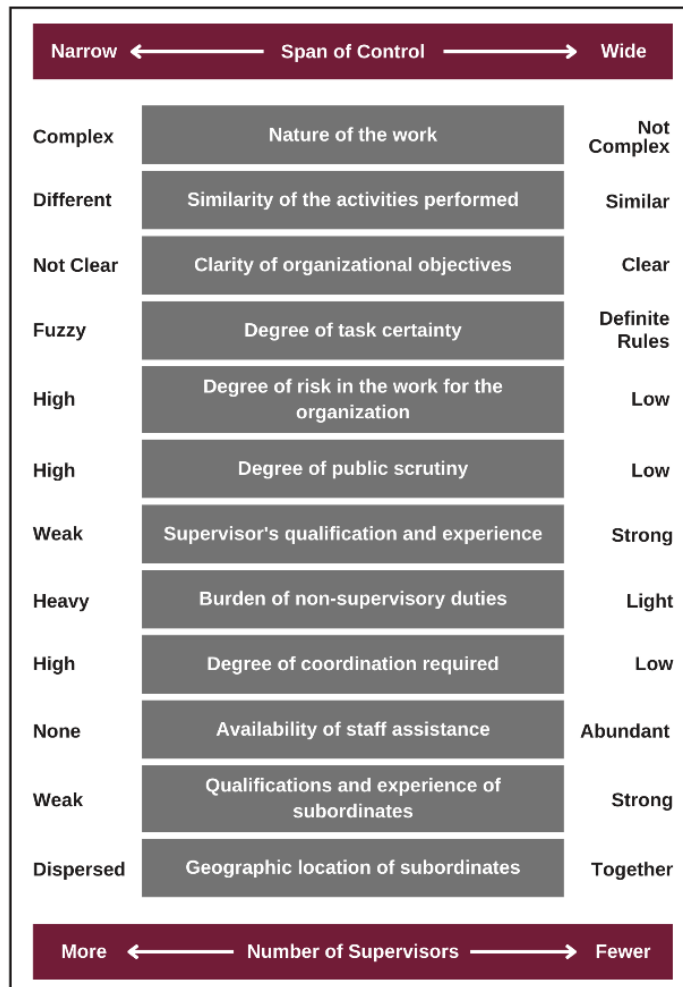 Narrow Span of Control Wide
Complex Nature of the work Not
Complex
Different Similarity of the activities performed Similar
Not Clear Clarity of organizational objectives Clear
Fuzzy Degree of task certainty Definite
Rules
High Degree of risk in the work for the
organization Low
High Degree of public scrutiny Low
Weak Supervisor's qualification and experience Strong
Heavy Burden of non-supervisory duties Light
High Degree of coordination required Low
None Availability of staff assistance Abundant
Weak Qualifications and experience of
subordinates Strong
Dispersed Geographic location of subordinates Together
More Number of Supervisors Fewer